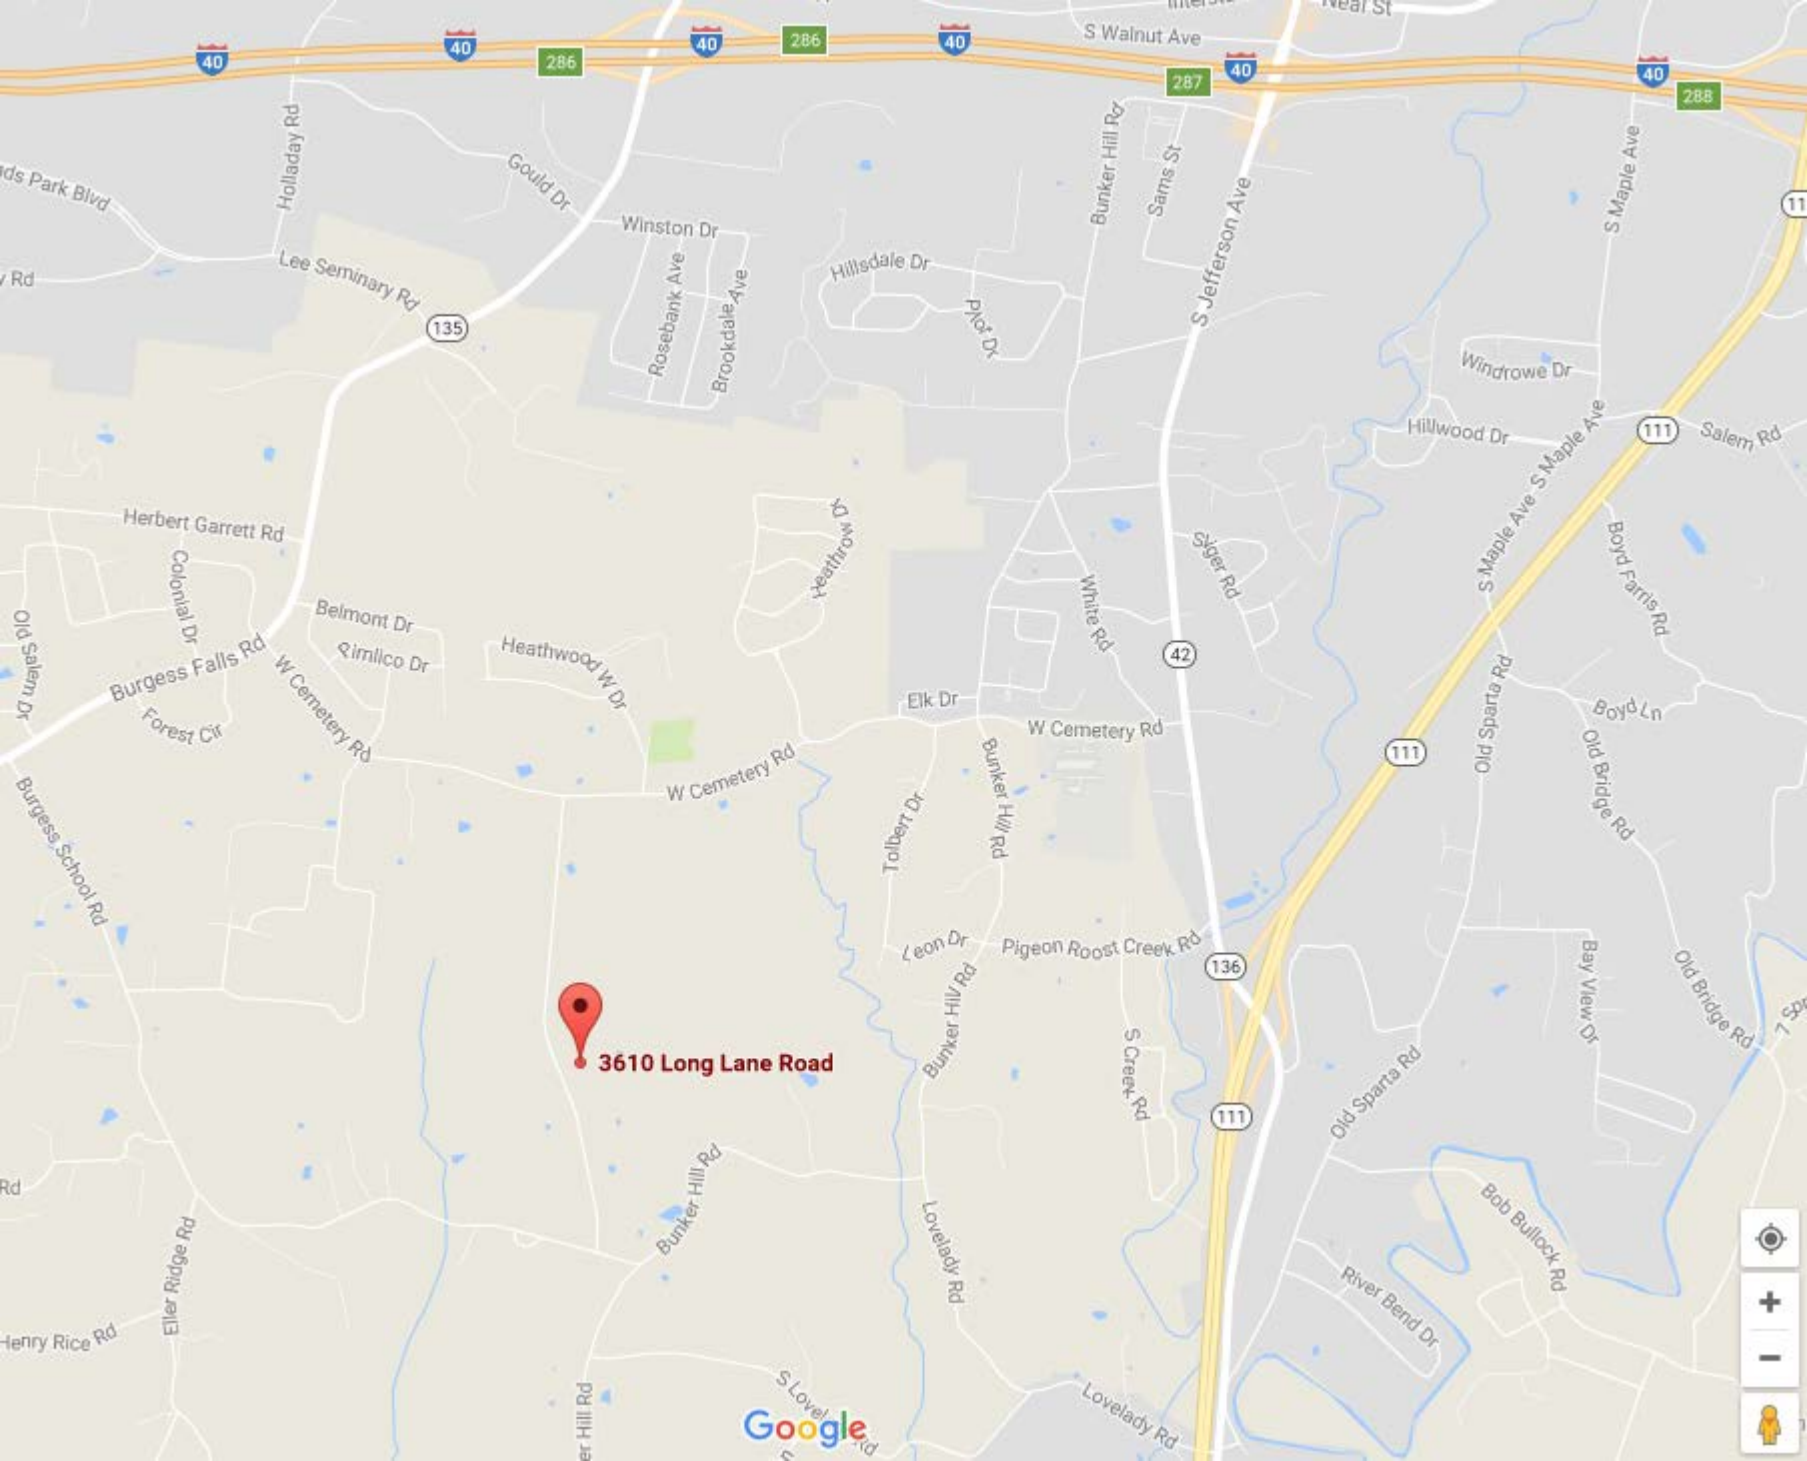 Neal St
S Walnut Ave
40
40
40
40
40
40
286
286
287
288
Holladay Rd
Gould Dr
Winston Dr
Bunker Hill Rd
Sams St
S Maple Ave
ds Park Blvd
11
Lee Seminary Rd
Hillsdale Dr
S Jefferson Ave
y Rd
135
Rosebank Ave
Brookdale Ave
Pilot Dr
Windrowe Dr
Hillwood Dr
S Maple Ave
111
Salem Rd
Herbert Garrett Rd
Heathrow Dr
Siger Rd
S Maple Ave
Boyd Farris Rd
Colonial Dr
Belmont Dr
White Rd
Old Salem Dr
Pimlico Dr
Heathwood W Dr
42
Burgess Falls Rd
W Cemetery Rd
Elk Dr
Old Sparta Rd
Boyd Ln
Forest Cir
W Cemetery Rd
111
W Cemetery Rd
Bunker Hill Rd
Old Bridge Rd
Burgess School Rd
Tolbert Dr
Leon Dr
Pigeon Roost Creek Rd
136
Bay View Dr
Old Bridge Rd
Bunker Hill Rd
3610 Long Lane Road
S Creek Rd
111
Old Sparta Rd
Rd
Bunker Hill Rd
Lovelady Rd
Bob Bullock Rd
Eller Ridge Rd
Henry Rice Rd
River Bend Dr
er Hill Rd
Lovelady Rd
Google